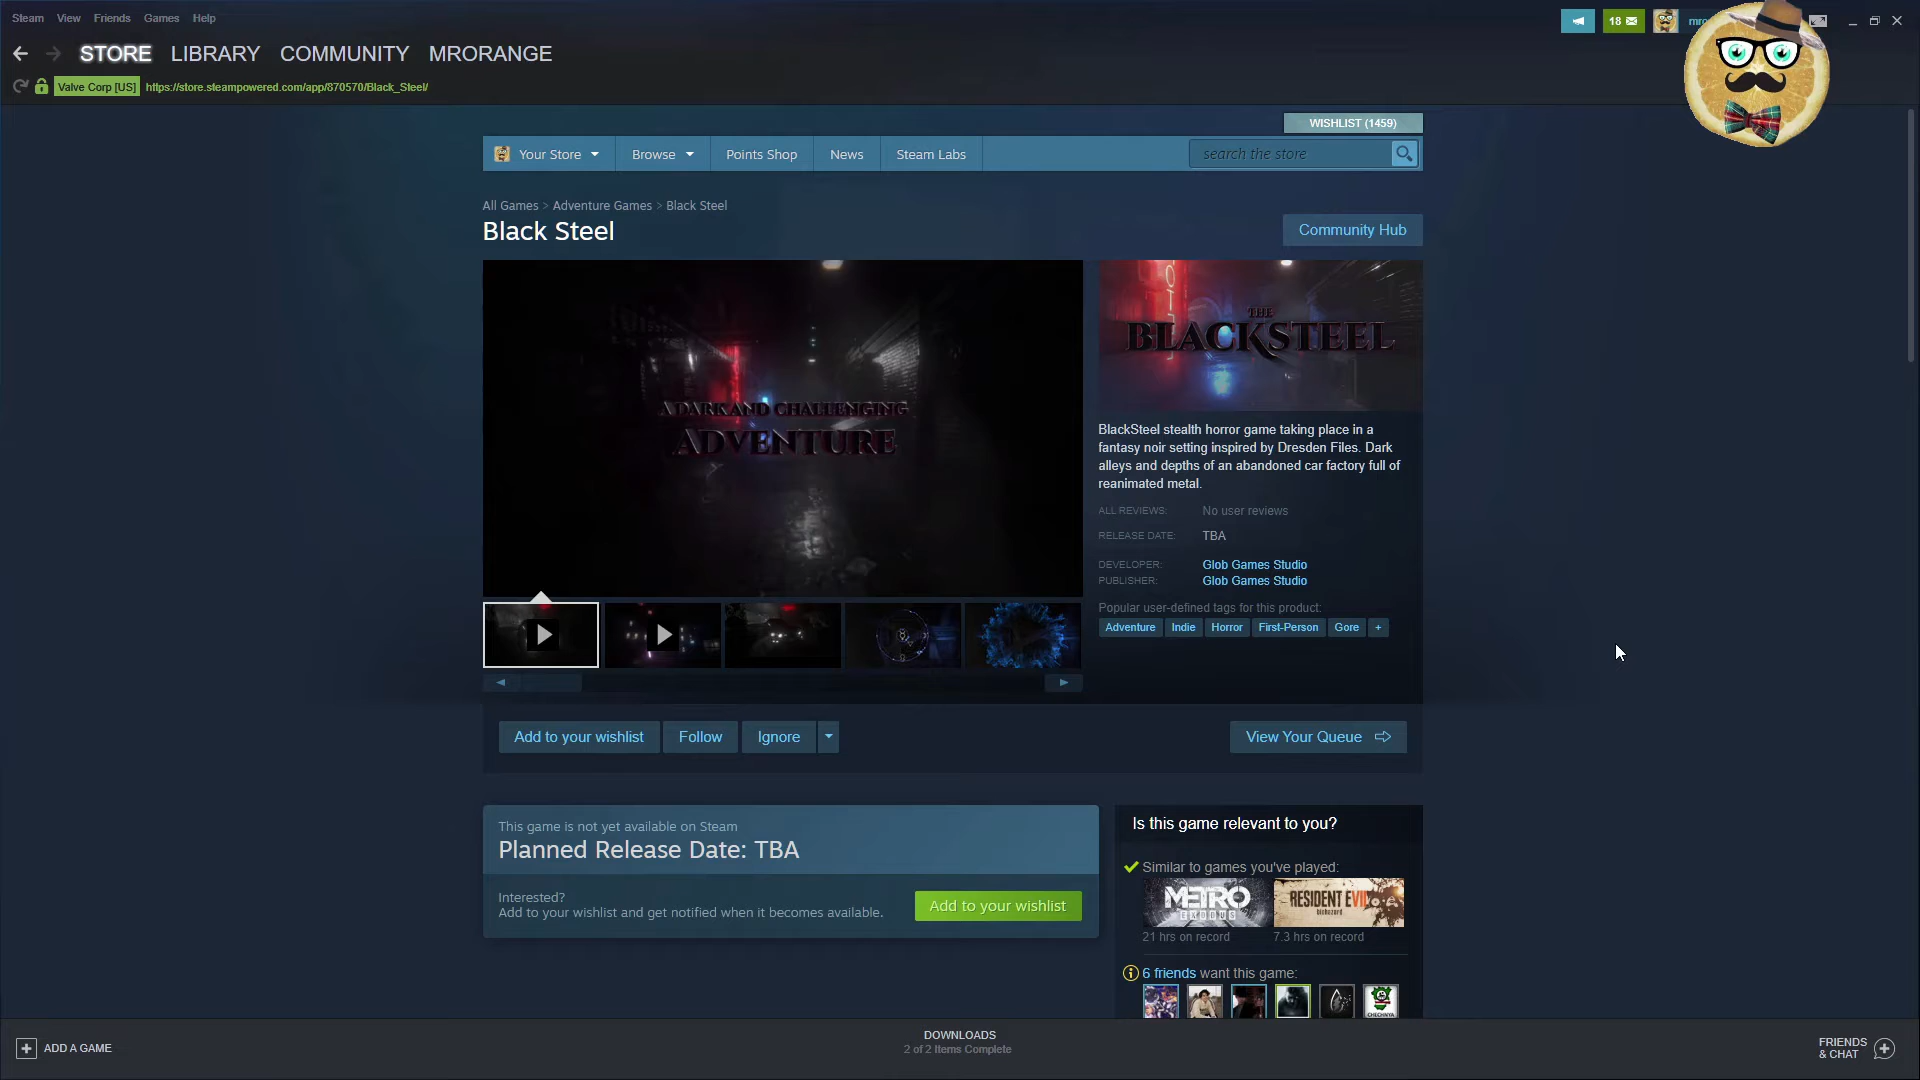 Steam View Friends Games Help
18
STORE LIBRARY COMMUNITY MRORANGE
Valve Corp [US] https://store.steampowered.com/app/870570/Black_Steel/
WISHLIST (1459)
Your Store Browse Points Shop News Steam Labs search the store
All Games > Adventure Games > Black Steel
Black Steel
Community Hub
A DARK AND CHALLENGING
ADVENTURE
THE
BLACKSTEEL
BlackSteel stealth horror game taking place in a
fantasy noir setting inspired by Dresden Files. Dark
alleys and depths of an abandoned car factory full of
reanimated metal.
ALL REVIEWS: No user reviews
RELEASE DATE: TBA
DEVELOPER: Glob Games Studio
PUBLISHER: Glob Games Studio
Popular user-defined tags for this product:
Adventure Indie Horror First-Person Gore +
Add to your wishlist Follow Ignore View Your Queue
This game is not yet available on Steam
Planned Release Date: TBA
Interested?
Add to your wishlist and get notified when it becomes available.
Add to your wishlist
Is this game relevant to you?
Similar to games you've played:
METRO
EXODUS
RESIDENT EVIL
biohazard
21 hrs on record 7.3 hrs on record
6 friends want this game:
CHECHNYA
ADD A GAME
DOWNLOADS
2 of 2 Items Complete
FRIENDS
& CHAT